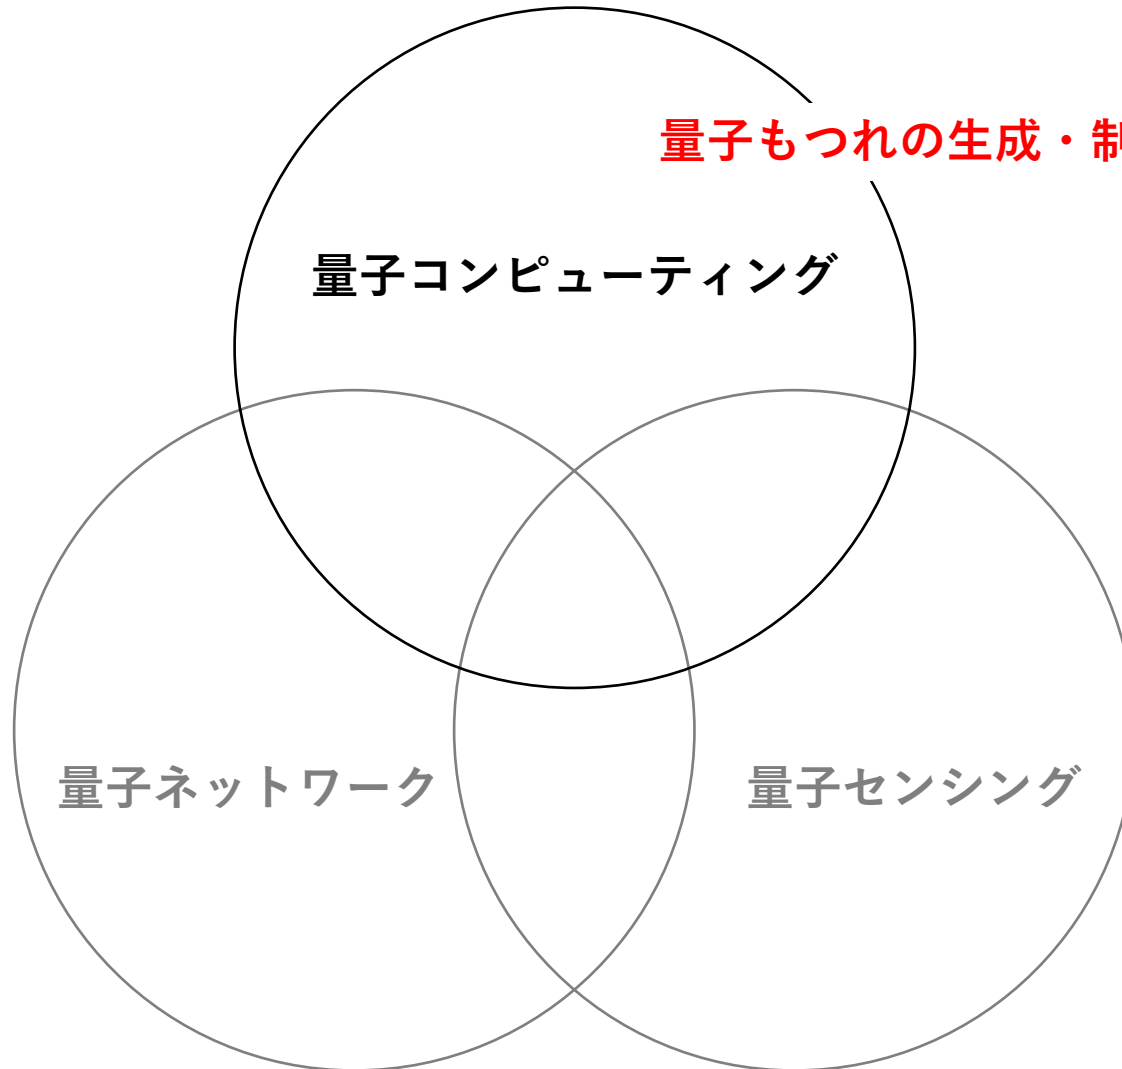 量子もつれの生成・制
量子コンピューティング
量子ネットワーク
量子センシング